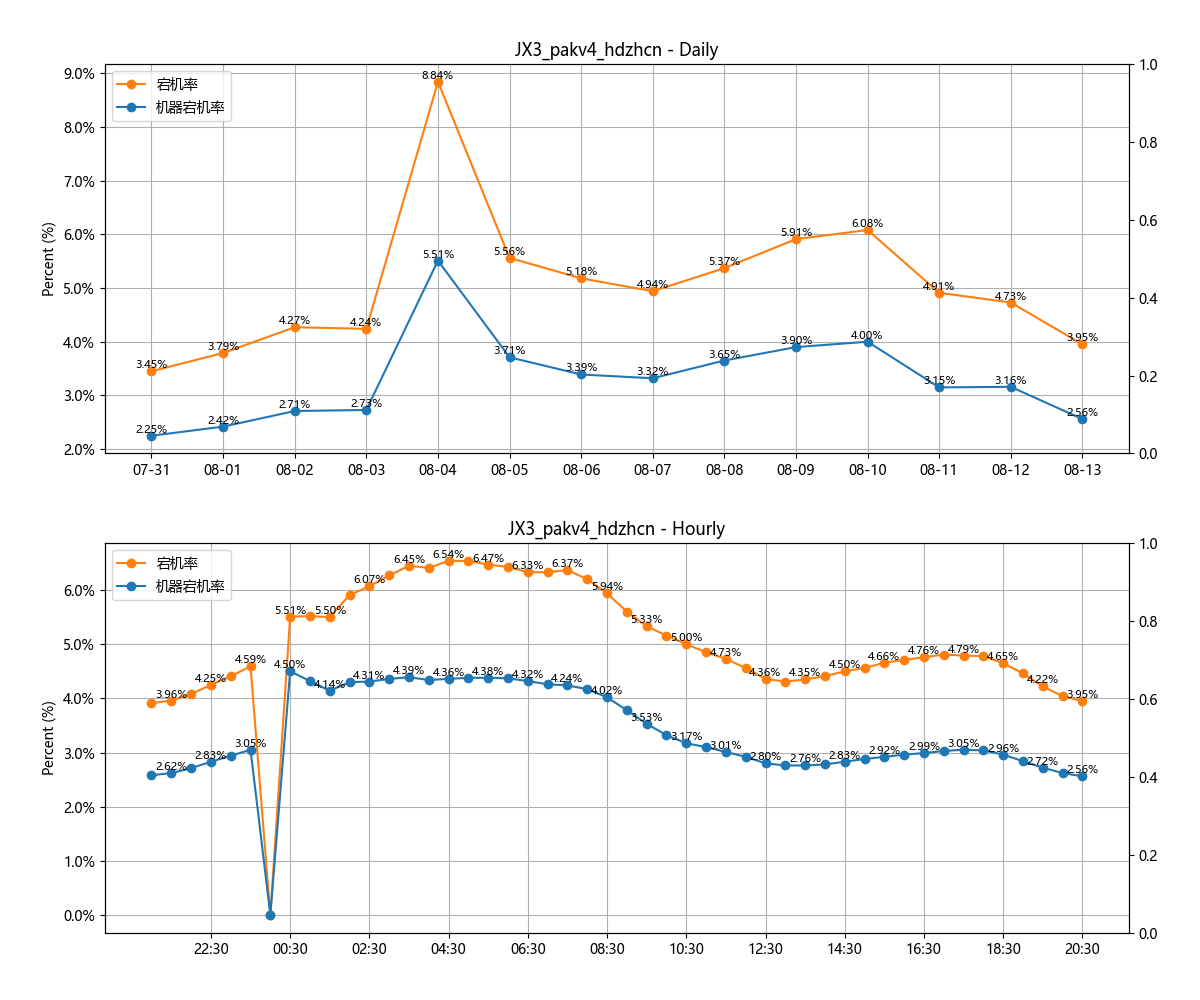 JX3_pakv4_hdzhcn - Daily
宕机率
机器宕机率
Percent (%)
9.0%
8.0%
7.0%
6.0%
5.0%
4.0%
3.0%
2.0%
1.0
0.8
0.6
0.4
0.2
0.0
3.45% 3.79% 4.27% 4.24% 8.84% 5.56% 5.18% 4.94% 5.37% 5.91% 6.08% 4.91% 4.73% 3.95%
2.25% 2.42% 2.71% 2.73% 5.51% 3.71% 3.39% 3.32% 3.65% 3.90% 4.00% 3.15% 3.16% 2.56%
07-31 08-01 08-02 08-03 08-04 08-05 08-06 08-07 08-08 08-09 08-10 08-11 08-12 08-13
JX3_pakv4_hdzhcn - Hourly
宕机率
机器宕机率
Percent (%)
6.0%
5.0%
4.0%
3.0%
2.0%
1.0%
0.0%
1.0
0.8
0.6
0.4
0.2
0.0
3.96% 4.25% 4.59% 5.51% 5.50% 6.07% 6.45% 6.54% 6.47% 6.33% 6.37% 5.94% 5.33% 5.00% 4.73% 4.36% 4.35% 4.50% 4.66% 4.76% 4.79% 4.65% 4.22% 3.95%
2.62% 2.83% 3.05% 4.50% 4.14% 4.31% 4.39% 4.36% 4.38% 4.32% 4.24% 4.02% 3.53% 3.17% 3.01% 2.80% 2.76% 2.83% 2.92% 2.99% 3.05% 2.96% 2.72% 2.56%
22:30 00:30 02:30 04:30 06:30 08:30 10:30 12:30 14:30 16:30 18:30 20:30